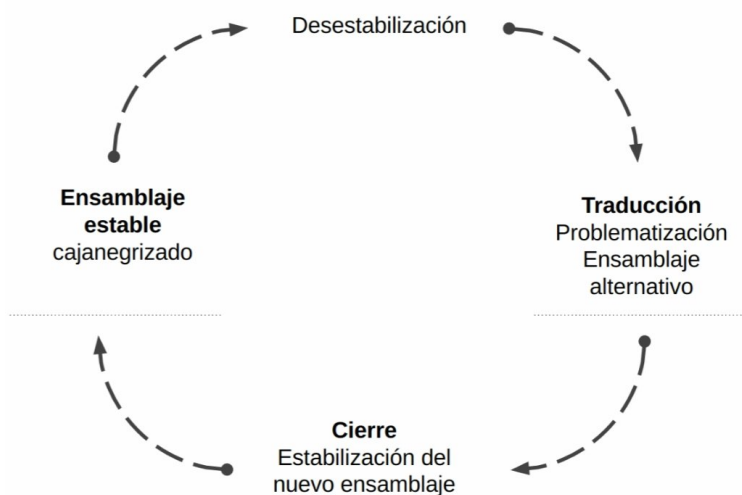 Desestabilización
Ensamblaje
estable
cajanegrizado
Traducción
Problematización
Ensamblaje
alternativo
Cierre
Estabilización del
nuevo ensamblaje